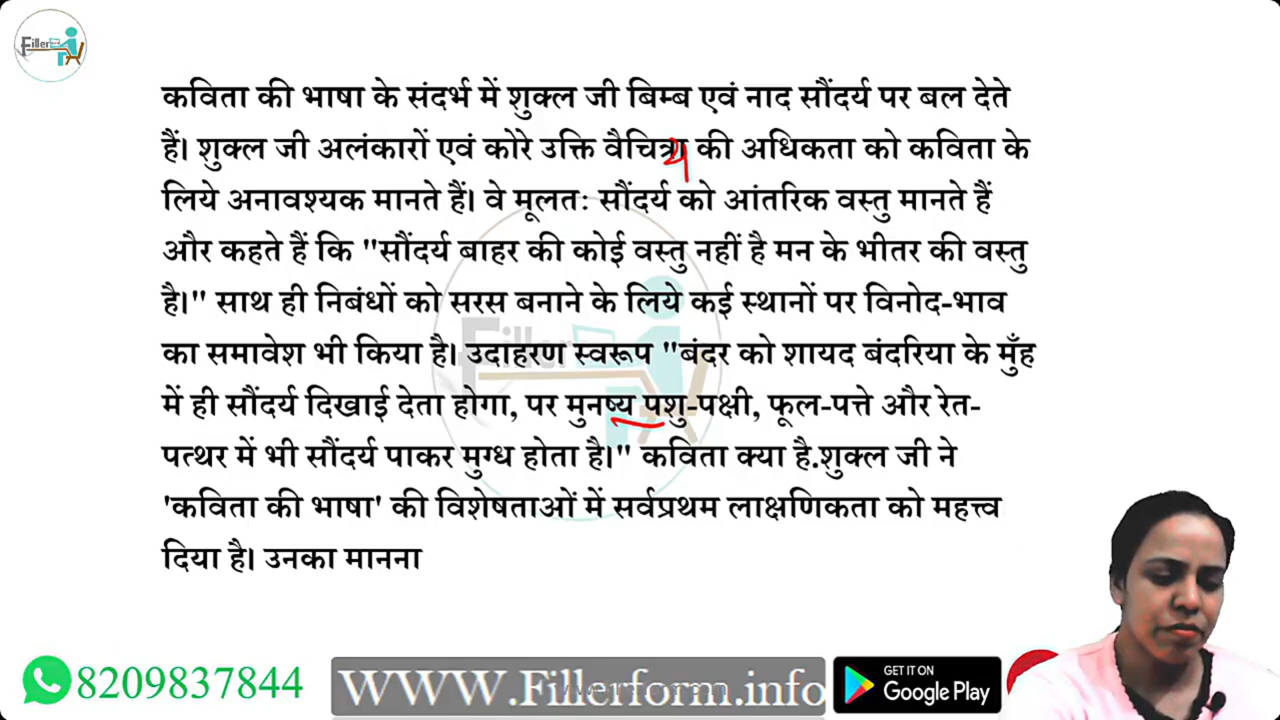 Filler
कविता की भाषा के संदर्भ में शुक्ल जी बिम्ब एवं नाद सौंदर्य पर बल देते
हैं। शुक्ल जी अलंकारों एवं कोरे उक्ति वैचित्र्य की अधिकता को कविता के
लिये अनावश्यक मानते हैं। वे मूलतः सौंदर्य को आंतरिक वस्तु मानते हैं
और कहते हैं कि "सौंदर्य बाहर की कोई वस्तु नहीं है मन के भीतर की वस्तु
है।" साथ ही निबंधों को सरस बनाने के लिये कई स्थानों पर विनोद-भाव
का समावेश भी किया है। उदाहरण स्वरूप "बंदर को शायद बंदरिया के मुँह
में ही सौंदर्य दिखाई देता होगा, पर मुनष्य पशु-पक्षी, फूल-पत्ते और रेत-
पत्थर में भी सौंदर्य पाकर मुग्ध होता है।" कविता क्या है.शुक्ल जी ने
'कविता की भाषा' की विशेषताओं में सर्वप्रथम लाक्षणिकता को महत्त्व
दिया है। उनका मानना
8209837844
WWW.Fillerform.info
GET IT ON
Google Play